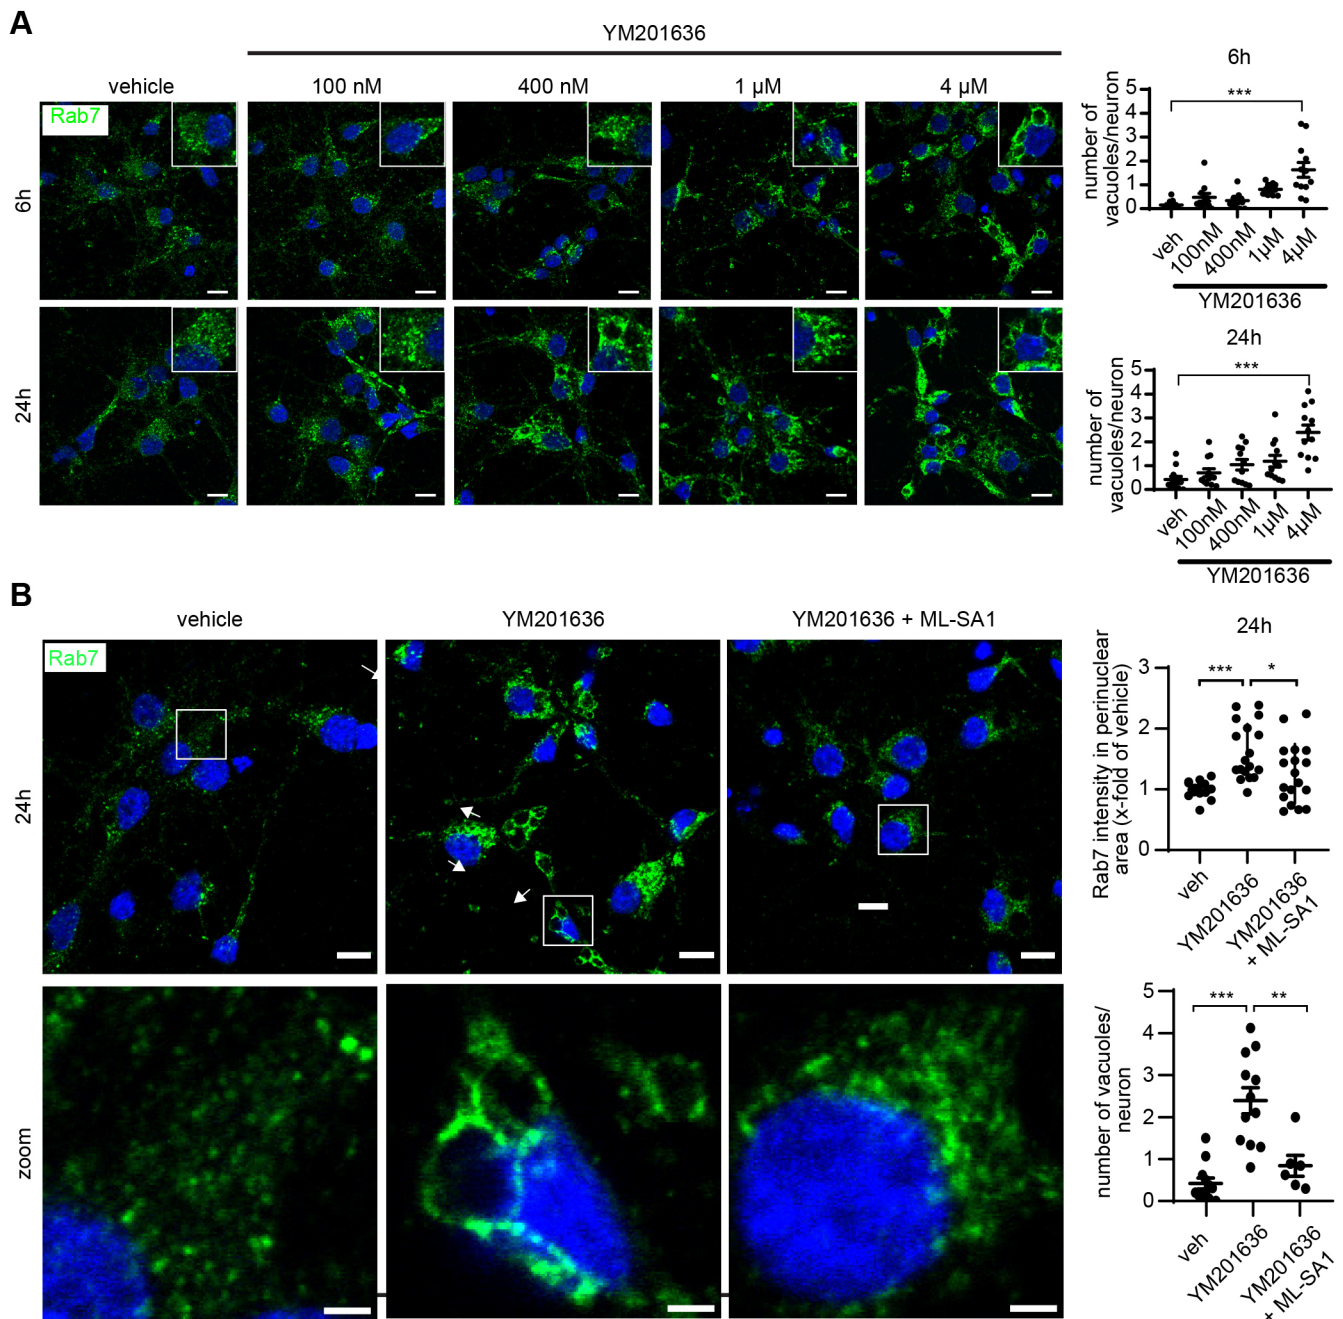 A
YM201636
vehicle
100 nM
400 nM
1 µM
4 µM
Rab7
6h
24h
6h
number of
vacuoles/neuron
5
4
3
2
1
0
***
veh
100nM
400nM
1µM
4µM
YM201636
24h
number of
vacuoles/neuron
5
4
3
2
1
0
***
veh
100nM
400nM
1µM
4µM
YM201636
B
vehicle
YM201636
YM201636 + ML-SA1
Rab7
24h
zoom
24h
Rab7 intensity in perinuclear
area (x-fold of vehicle)
3
2
1
0
***
*
veh
YM201636
YM201636
+ ML-SA1
number of vacuoles/
neuron
5
4
3
2
1
0
***
**
veh
YM201636
YM201636
+ ML-SA1